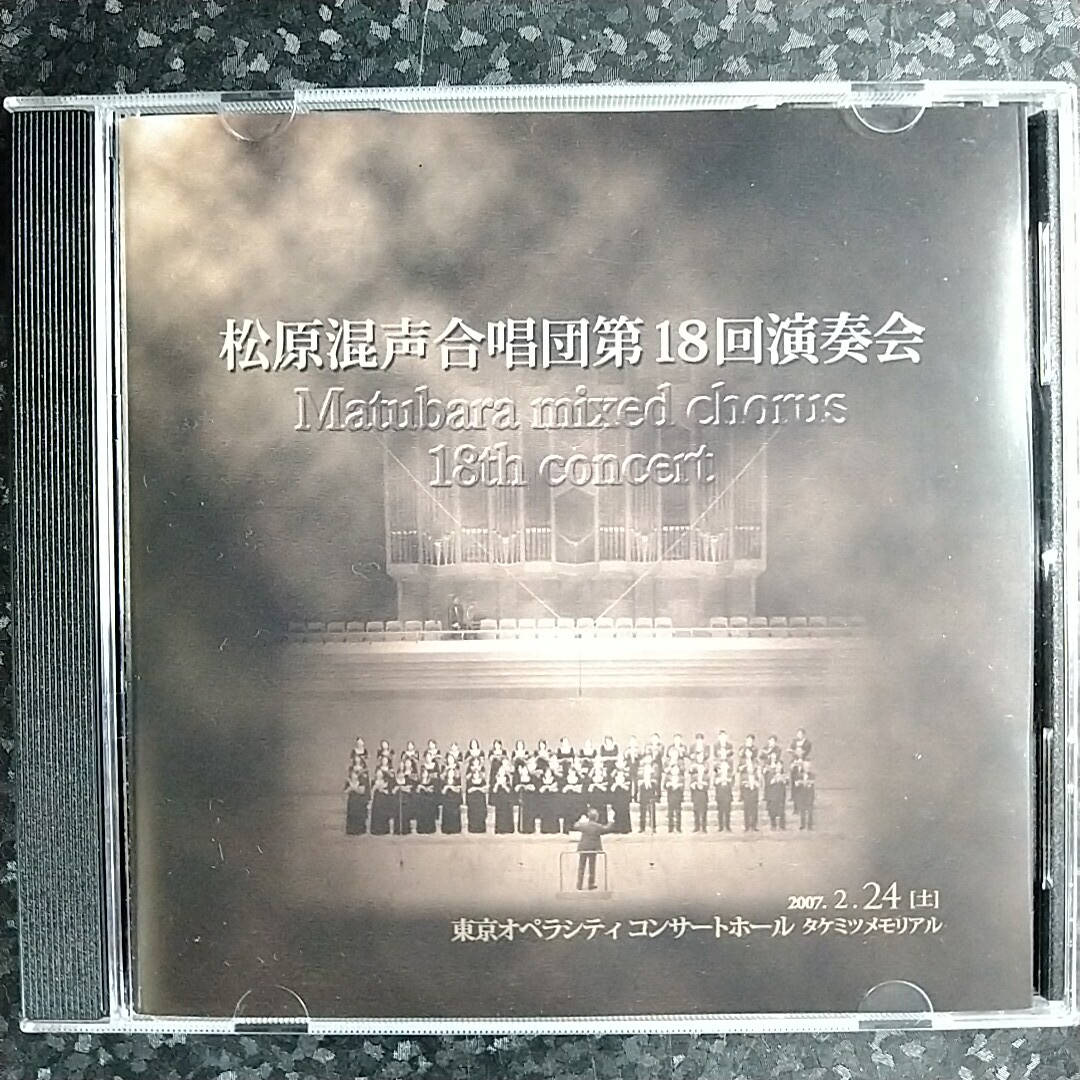 松原混声合唱団第18回演奏会
Matubara mixed chorus
18th concert
2007. 2. 24 [土]
東京オペラシティ コンサートホール タケミツメモリアル